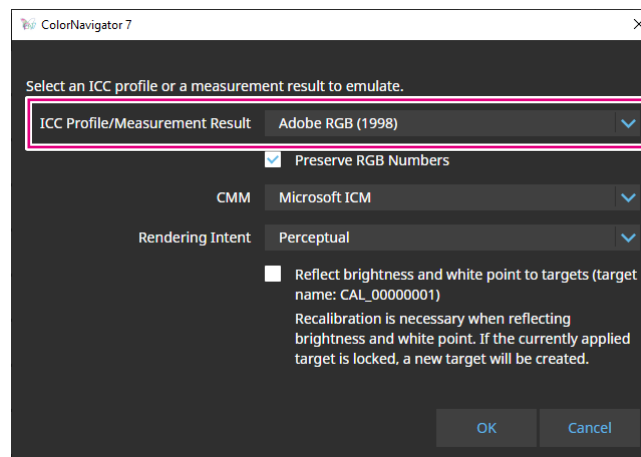 ColorNavigator 7
Select an ICC profile or a measurement result to emulate.
ICC Profile/Measurement Result Adobe RGB (1998)
Preserve RGB Numbers
CMM Microsoft ICM
Rendering Intent Perceptual
Reflect brightness and white point to targets (target
name: CAL_00000001)
Recalibration is necessary when reflecting
brightness and white point. If the currently applied
target is locked, a new target will be created.
OK Cancel